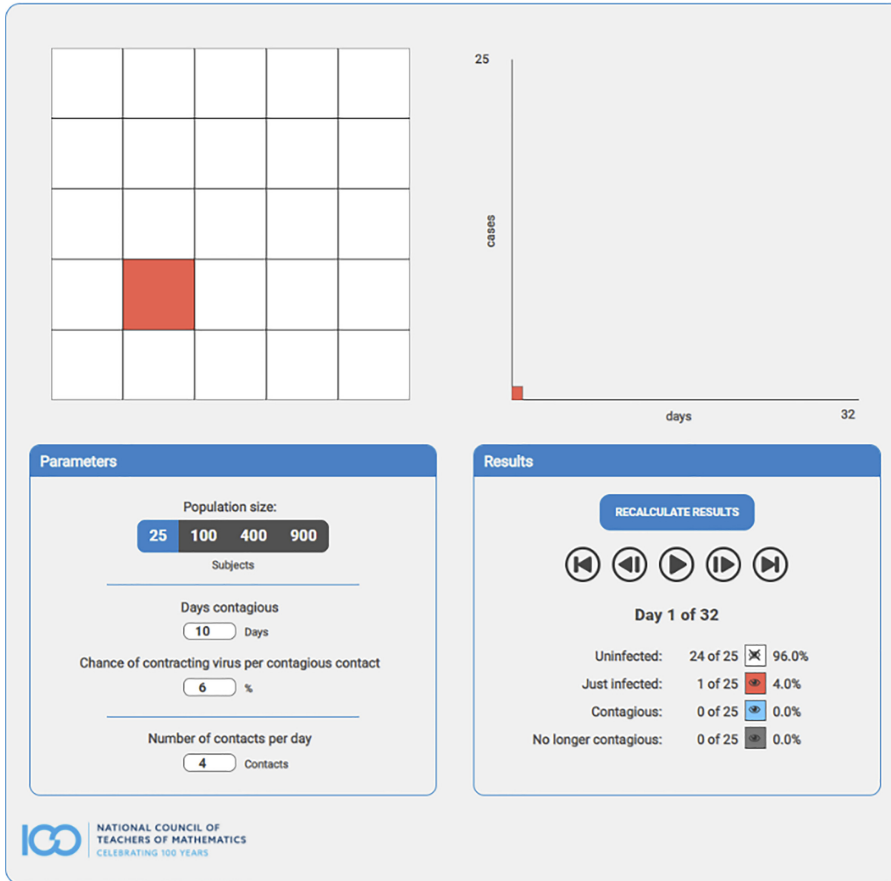 25
cases
days
32
Parameters
Population size:
25 100 400 900
Subjects
Days contagious
10 Days
Chance of contracting virus per contagious contact
6 %
Number of contacts per day
4 Contacts
Results
RECALCULATE RESULTS
Day 1 of 32
Uninfected: 24 of 25 96.0%
Just infected: 1 of 25 4.0%
Contagious: 0 of 25 0.0%
No longer contagious: 0 of 25 0.0%
100
NATIONAL COUNCIL OF
TEACHERS OF MATHEMATICS
CELEBRATING 100 YEARS